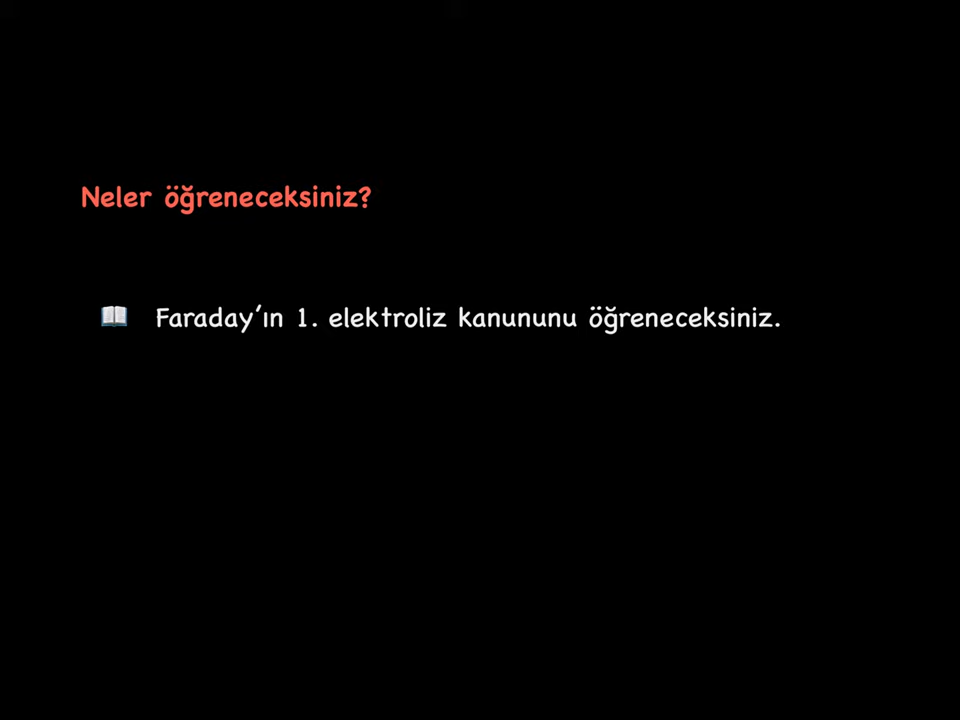 Neler öğreneceksiniz?
📖 Faraday'ın 1. elektroliz kanununu öğreneceksiniz.